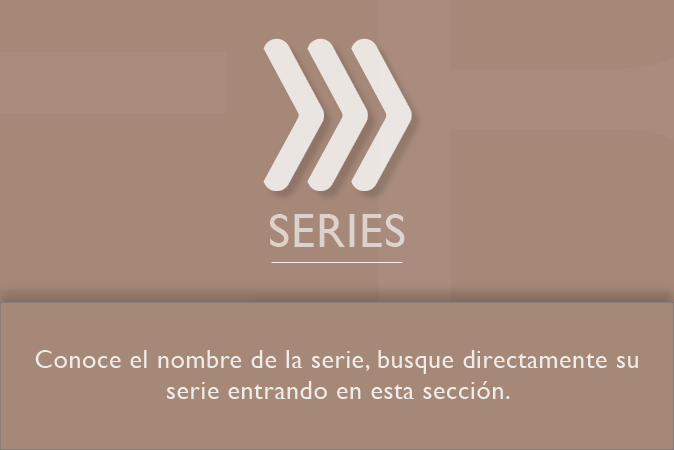 SERIES
Conoce el nombre de la serie, busque directamente su
serie entrando en esta sección.